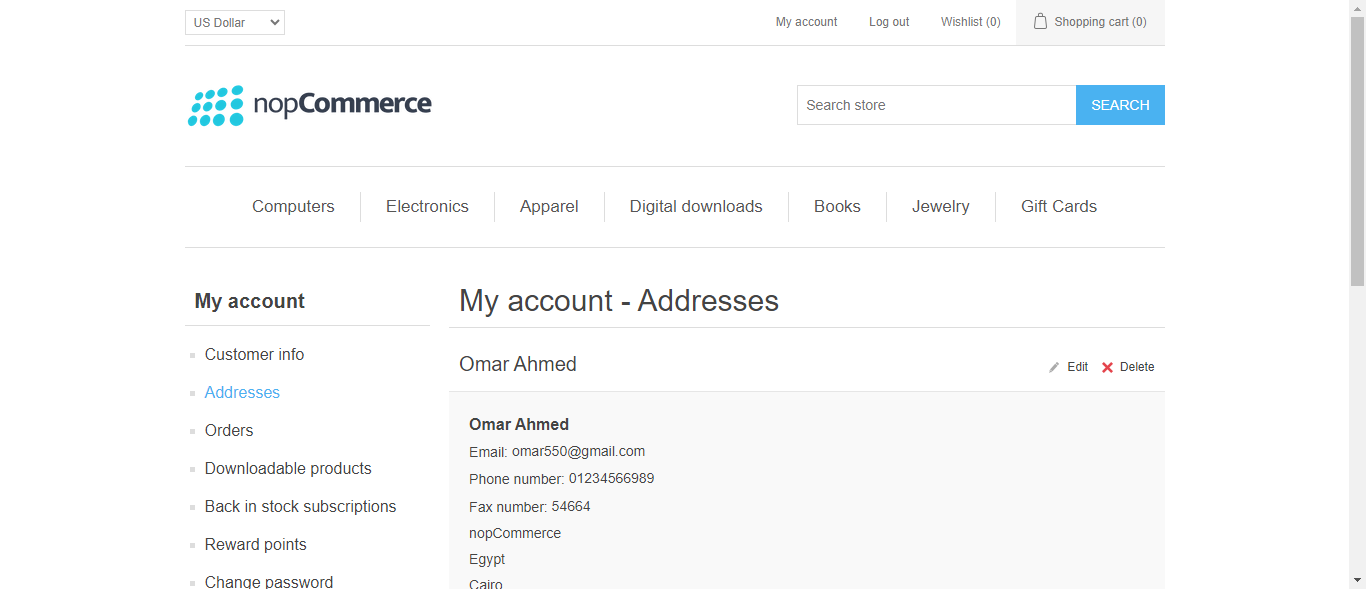 US Dollar
My account
Log out
Wishlist (0)
Shopping cart (0)
nopCommerce
Search store
SEARCH
Computers
Electronics
Apparel
Digital downloads
Books
Jewelry
Gift Cards
My account
Customer info
Addresses
Orders
Downloadable products
Back in stock subscriptions
Reward points
Change password
My account - Addresses
Omar Ahmed
Edit
Delete
Omar Ahmed
Email: omar550@gmail.com
Phone number: 01234566989
Fax number: 54664
nopCommerce
Egypt
Cairo